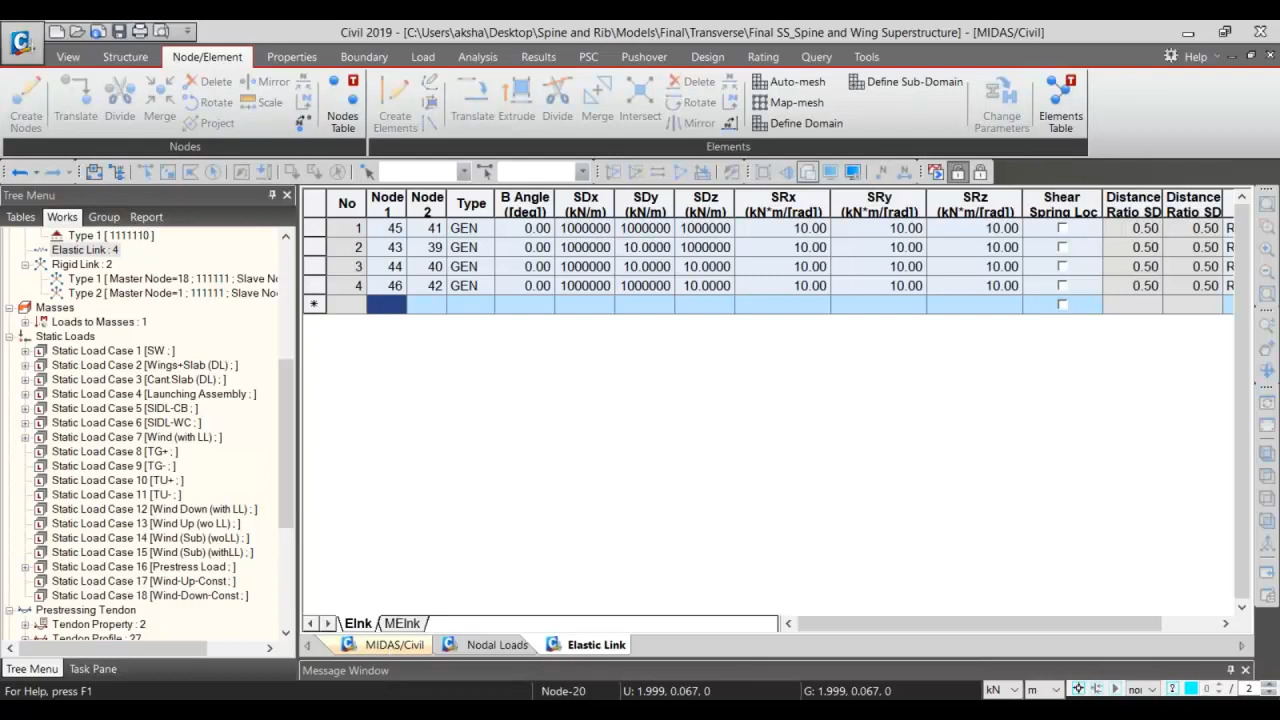 Civil 2019 - [C:\Users\aksha\Desktop\Spine and Rib\Models\Final\Transverse\Final SS_Spine and Wing Superstructure] - [MIDAS/Civil]
View Structure Node/Element Properties Boundary Load Analysis Results PSC Pushover Design Rating Query Tools Help
Create Nodes Translate Divide Merge Delete Rotate Project Mirror Scale Nodes Table Create Elements Translate Extrude Divide Merge Intersect Delete Rotate Mirror Auto-mesh Map-mesh Define Domain Define Sub-Domain Change Parameters Elements Table
Nodes Elements
Tree Menu
Tables Works Group Report
Type 1 [ 1111110 ]
Elastic Link : 4
Rigid Link : 2
Type 1 [ Master Node=18 ; 111111 ; Slave No
Type 2 [ Master Node=1 ; 111111 ; Slave No
Masses
Loads to Masses : 1
Static Loads
Static Load Case 1 [SW ; ]
Static Load Case 2 [Wings+Slab (DL) ; ]
Static Load Case 3 [Cant.Slab (DL) ; ]
Static Load Case 4 [Launching Assembly ; ]
Static Load Case 5 [SIDL-CB ; ]
Static Load Case 6 [SIDL-WC ; ]
Static Load Case 7 [Wind (with LL) ; ]
Static Load Case 8 [TG+ ; ]
Static Load Case 9 [TG- ; ]
Static Load Case 10 [TU+ ; ]
Static Load Case 11 [TU- ; ]
Static Load Case 12 [Wind Down (with LL) ; ]
Static Load Case 13 [Wind Up (wo LL) ; ]
Static Load Case 14 [Wind (Sub) (woLL) ; ]
Static Load Case 15 [Wind (Sub) (withLL) ; ]
Static Load Case 16 [Prestress Load ; ]
Static Load Case 17 [Wind-Up-Const ; ]
Static Load Case 18 [Wind-Down-Const ; ]
Prestressing Tendon
Tendon Property : 2
Tendon Profile : 27
Tree Menu Task Pane
No Node 1 Node 2 Type B Angle ([deg]) SDx (kN/m) SDy (kN/m) SDz (kN/m) SRx (kN*m/[rad]) SRy (kN*m/[rad]) SRz (kN*m/[rad]) Shear Spring Loc Distance Ratio SD Distance Ratio SD
1 45 41 GEN 0.00 1000000 1000000 1000000 10.00 10.00 10.00 0.50 0.50 R
2 43 39 GEN 0.00 1000000 10.0000 1000000 10.00 10.00 10.00 0.50 0.50 R
3 44 40 GEN 0.00 1000000 10.0000 10.0000 10.00 10.00 10.00 0.50 0.50 R
4 46 42 GEN 0.00 1000000 1000000 10.0000 10.00 10.00 10.00 0.50 0.50 R
*
Elnk MElnk
MIDAS/Civil Nodal Loads Elastic Link
Message Window
For Help, press F1 Node-20 U: 1.999, 0.067, 0 G: 1.999, 0.067, 0 kN m nor ? 0 / 2